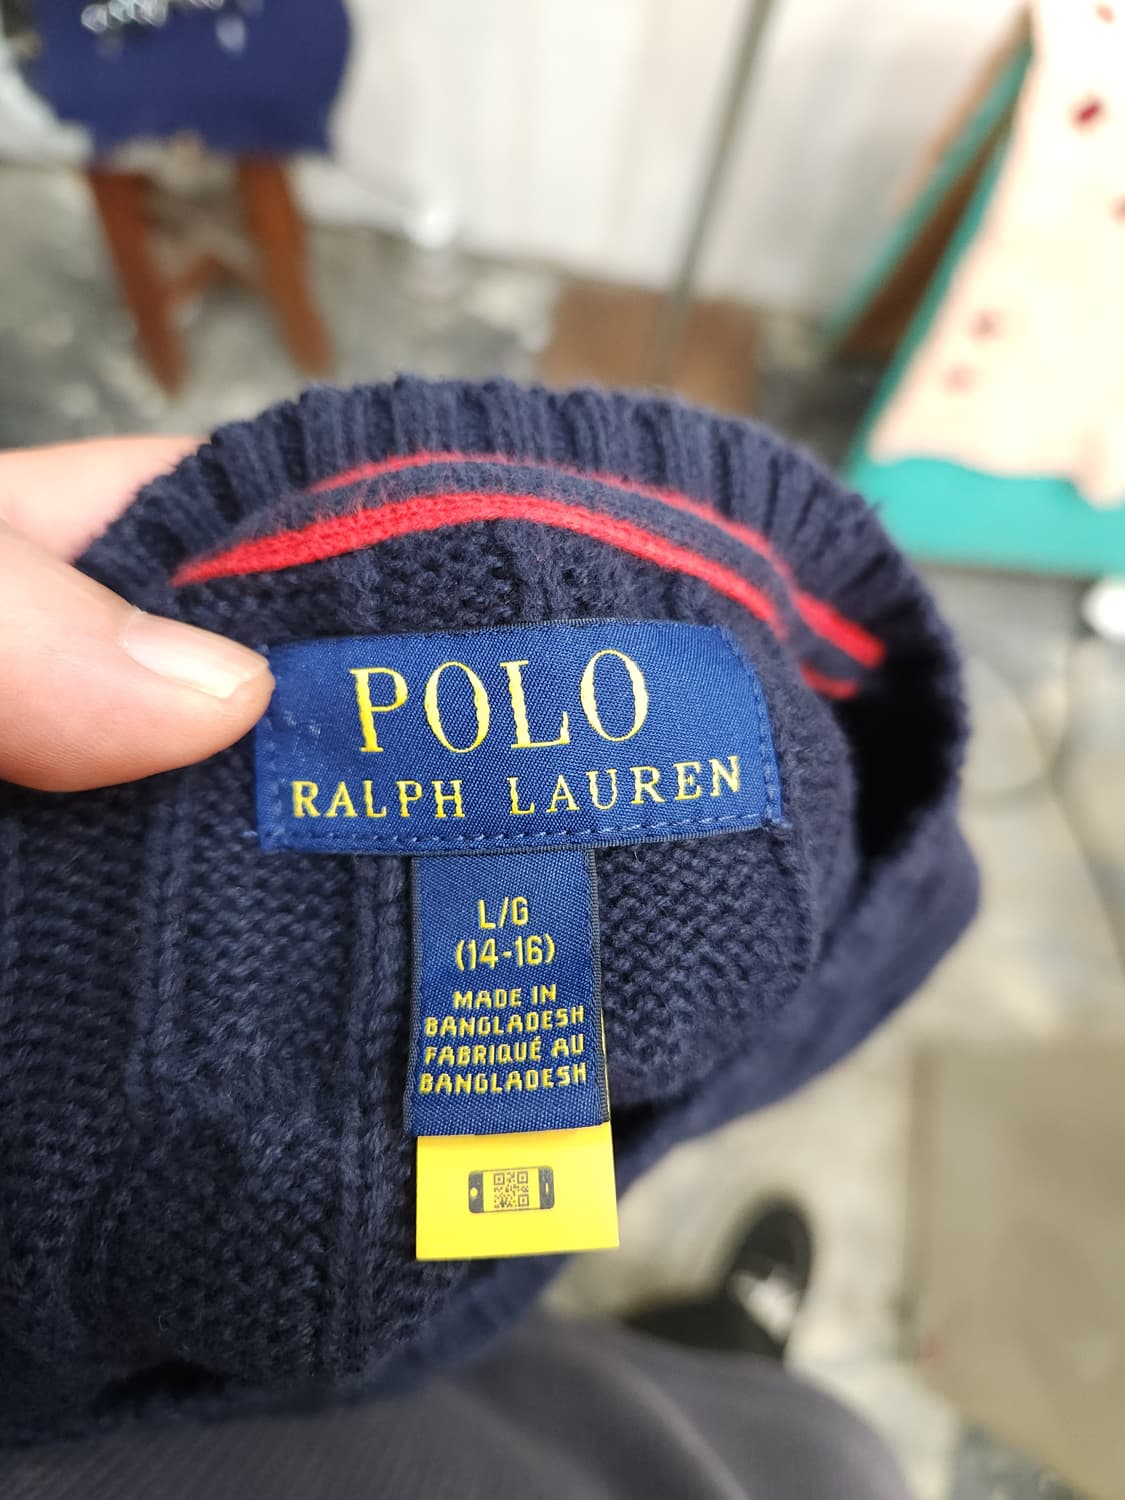 POLO
RALPH LAUREN
L/G
(14-16)
MADE IN
BANGLADESH
FABRIQUÉ AU
BANGLADESH